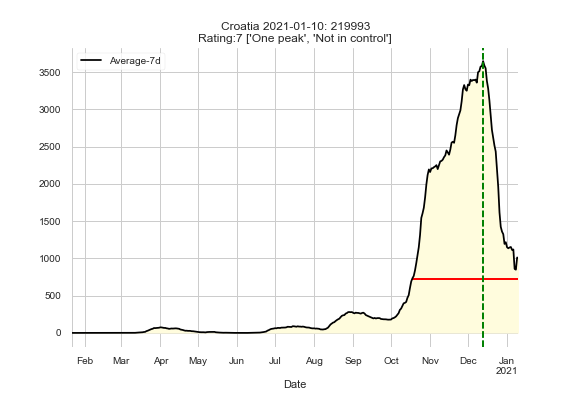 Croatia 2021-01-10: 219993
Rating:7 ['One peak', 'Not in control']
Average-7d
3500
3000
2500
2000
1500
1000
500
0
Feb Mar Apr May Jun Jul Aug Sep Oct Nov Dec Jan
2021
Date